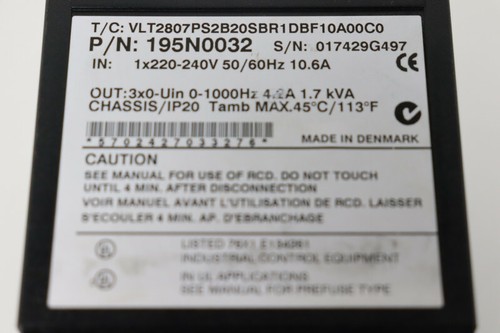 T/C: VLT2807PS2B20SBR1DBF10A00C0
P/N: 195N0032 S/N: 017429G497
IN: 1x220-240V 50/60Hz 10.6A
CE
OUT:3x0-Uin 0-1000Hz 4.2A 1.7 kVA
CHASSIS/IP20 Tamb MAX.45°C/113°F
*5702427033276*
MADE IN DENMARK
CAUTION
SEE MANUAL FOR USE OF RCD. DO NOT TOUCH
UNTIL 4 MIN. AFTER DISCONNECTION
VOIR MANUEL AVANT L'UTILISATION DE RCD. LAISSER
S'ECOULER 4 MIN. AP. D'EBRANCHAGE
LISTED 76X1 E134261
INDUSTRIAL CONTROL EQUIPMENT
IN UL APPLICATIONS
SEE MANUAL FOR PREFUSE TYPE